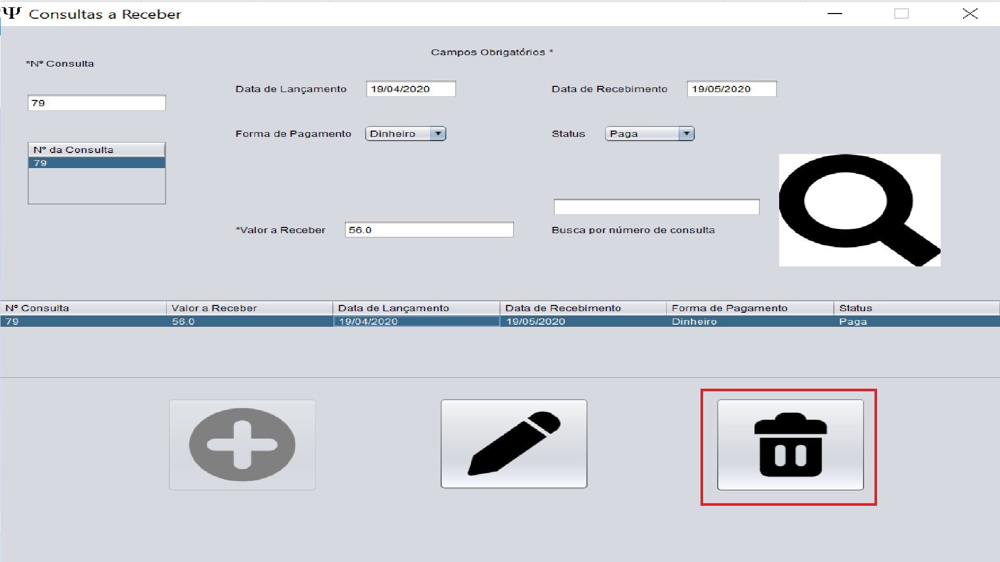 Ψ Consultas a Receber
Campos Obrigatórios *
*Nº Consulta
Data de Lançamento 19/04/2020 Data de Recebimento 19/05/2020
79
Forma de Pagamento Dinheiro Status Paga
Nº da Consulta
79
*Valor a Receber 56.0 Busca por número de consulta
Nº Consulta Valor a Receber Data de Lançamento Data de Recebimento Forma de Pagamento Status
79 56.0 19/04/2020 19/05/2020 Dinheiro Paga